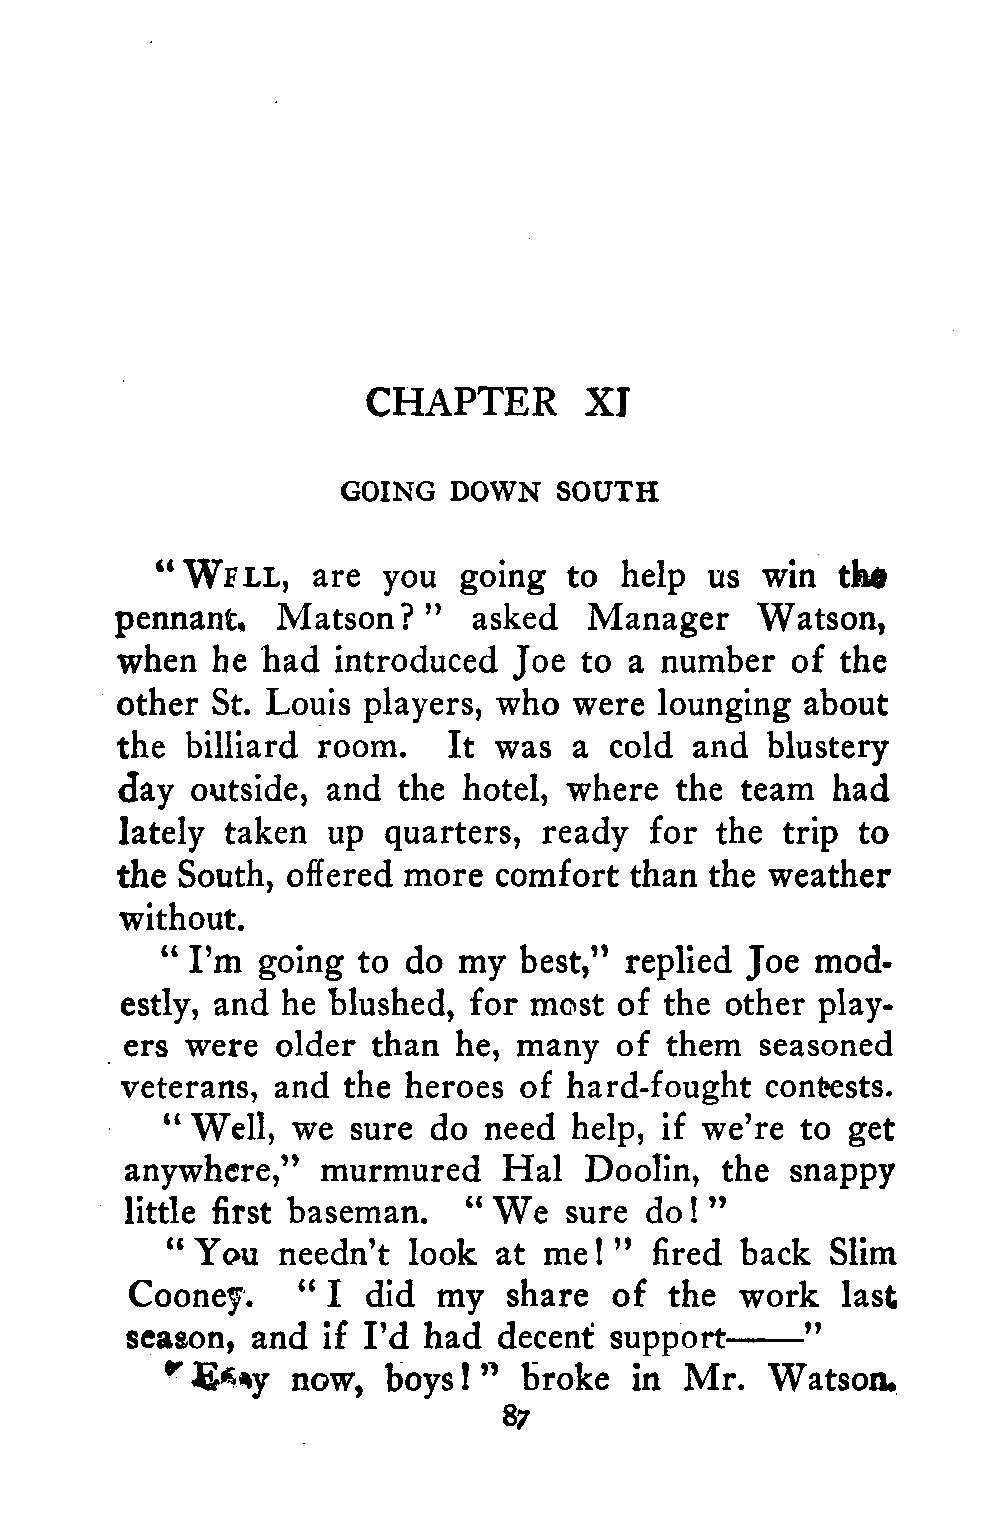 CHAPTER XI
GOING DOWN SOUTH
“ WELL, are you going to help us win the
pennant, Matson? ” asked Manager Watson,
when he had introduced Joe to a number of the
other St. Louis players, who were lounging about
the billiard room. It was a cold and blustery
day outside, and the hotel, where the team had
lately taken up quarters, ready for the trip to
the South, offered more comfort than the weather
without.
“ I’m going to do my best,” replied Joe mod-
estly, and he blushed, for most of the other play-
ers were older than he, many of them seasoned
veterans, and the heroes of hard-fought contests.
“ Well, we sure do need help, if we’re to get
anywhere,” murmured Hal Doolin, the snappy
little first baseman. “ We sure do! ”
“ You needn’t look at me! ” fired back Slim
Cooney. “ I did my share of the work last
season, and if I’d had decent support——”
“ Easy now, boys! ” broke in Mr. Watson.
87